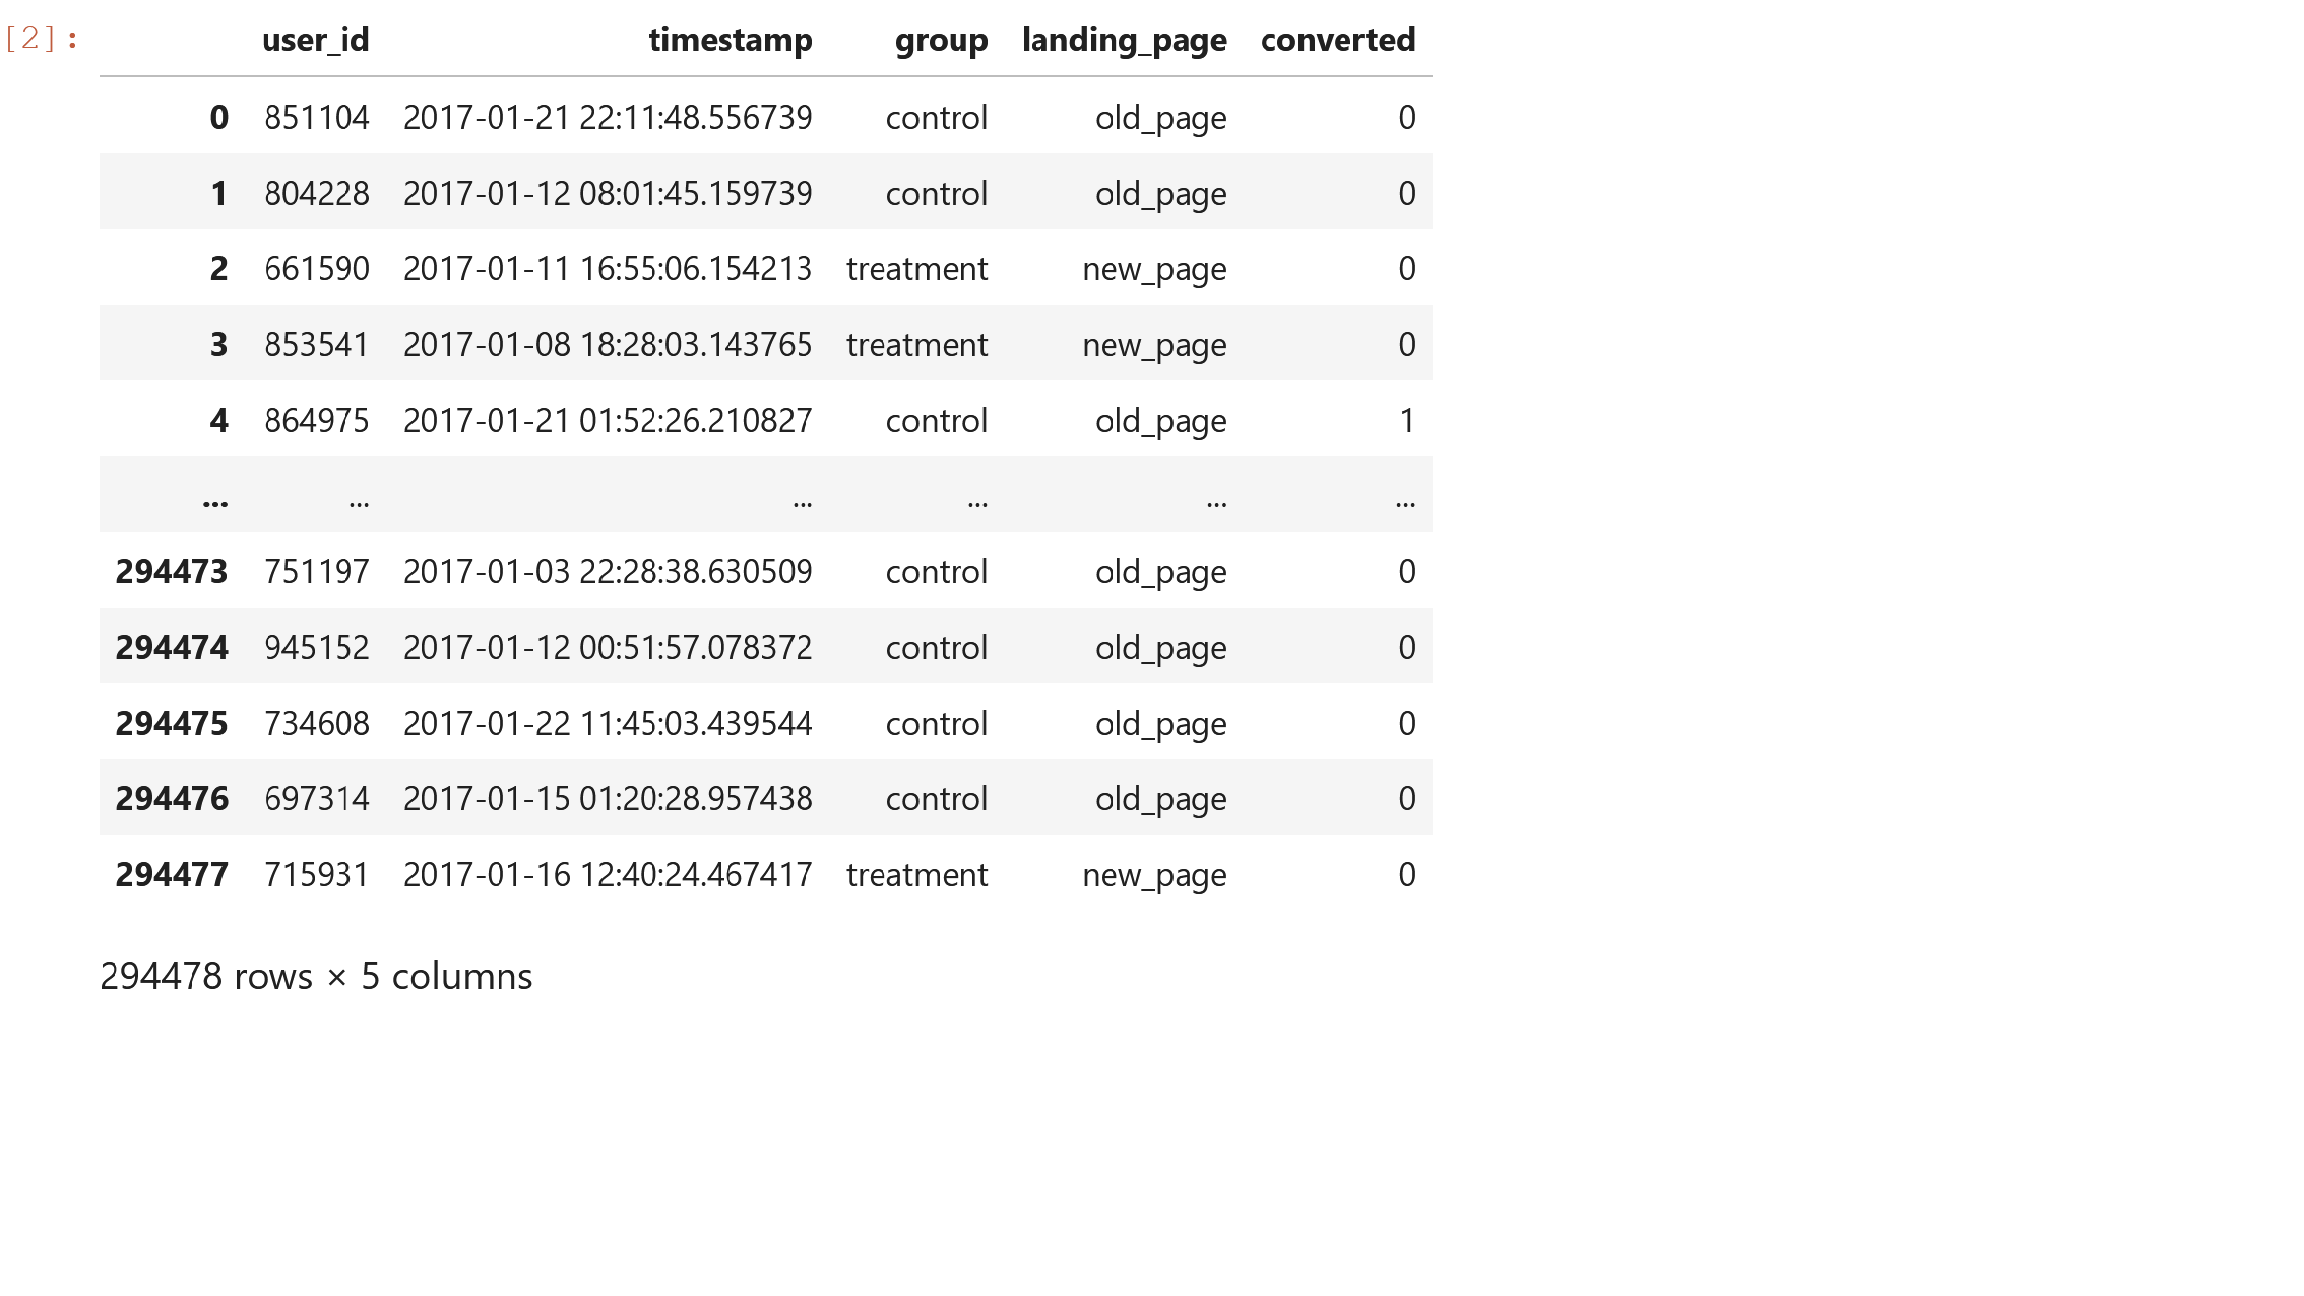 [2]:
user_id timestamp group landing_page converted
0 851104 2017-01-21 22:11:48.556739 control old_page 0
1 804228 2017-01-12 08:01:45.159739 control old_page 0
2 661590 2017-01-11 16:55:06.154213 treatment new_page 0
3 853541 2017-01-08 18:28:03.143765 treatment new_page 0
4 864975 2017-01-21 01:52:26.210827 control old_page 1
... ... ... ... ... ...
294473 751197 2017-01-03 22:28:38.630509 control old_page 0
294474 945152 2017-01-12 00:51:57.078372 control old_page 0
294475 734608 2017-01-22 11:45:03.439544 control old_page 0
294476 697314 2017-01-15 01:20:28.957438 control old_page 0
294477 715931 2017-01-16 12:40:24.467417 treatment new_page 0
294478 rows × 5 columns